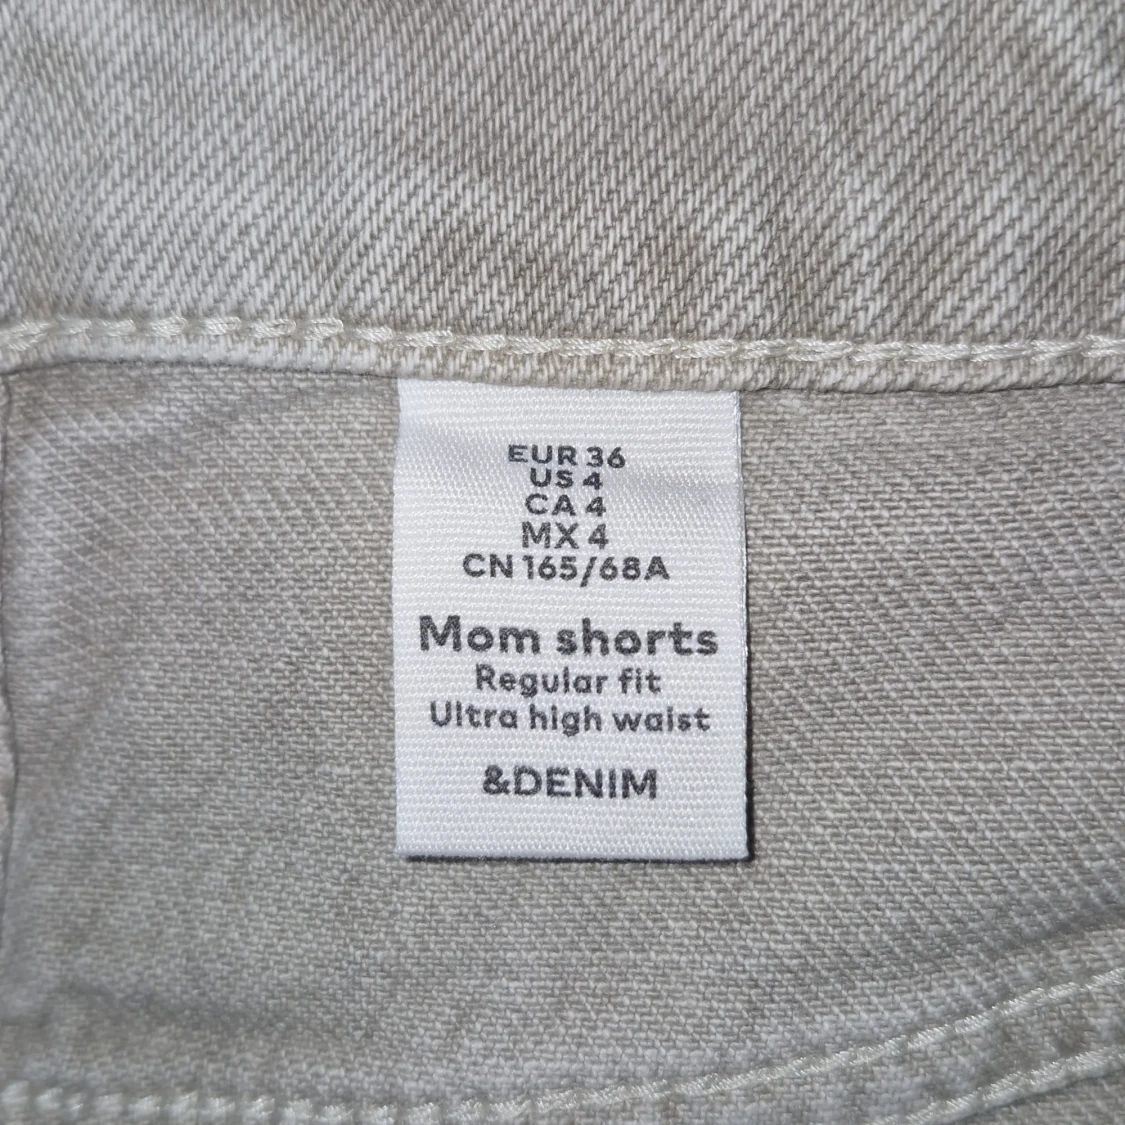 EUR 36
US 4
CA 4
MX 4
CN 165/68A
Mom shorts
Regular fit
Ultra high waist
&DENIM